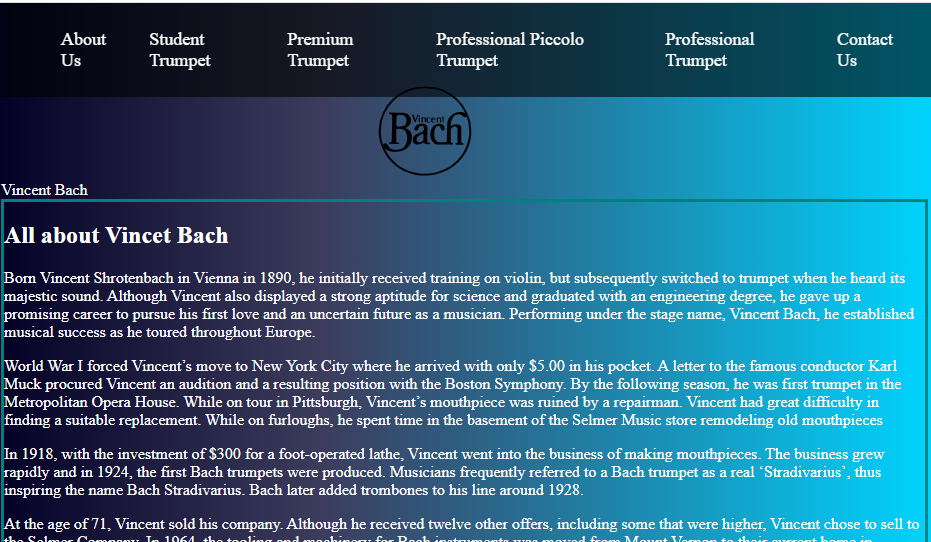 About Us
Student Trumpet
Premium Trumpet
Professional Piccolo Trumpet
Professional Trumpet
Contact Us
Vincent
Bach
Vincent Bach
All about Vincet Bach
Born Vincent Shrotenbach in Vienna in 1890, he initially received training on violin, but subsequently switched to trumpet when he heard its
majestic sound. Although Vincent also displayed a strong aptitude for science and graduated with an engineering degree, he gave up a
promising career to pursue his first love and an uncertain future as a musician. Performing under the stage name, Vincent Bach, he established
musical success as he toured throughout Europe.
World War I forced Vincent’s move to New York City where he arrived with only $5.00 in his pocket. A letter to the famous conductor Karl
Muck procured Vincent an audition and a resulting position with the Boston Symphony. By the following season, he was first trumpet in the
Metropolitan Opera House. While on tour in Pittsburgh, Vincent’s mouthpiece was ruined by a repairman. Vincent had great difficulty in
finding a suitable replacement. While on furloughs, he spent time in the basement of the Selmer Music store remodeling old mouthpieces
In 1918, with the investment of $300 for a foot-operated lathe, Vincent went into the business of making mouthpieces. The business grew
rapidly and in 1924, the first Bach trumpets were produced. Musicians frequently referred to a Bach trumpet as a real ‘Stradivarius’, thus
inspiring the name Bach Stradivarius. Bach later added trombones to his line around 1928.
At the age of 71, Vincent sold his company. Although he received twelve other offers, including some that were higher, Vincent chose to sell to
the Selmer Company. In 1964, the tooling and machinery for Bach instruments was moved from Mount Vernon to their current home in